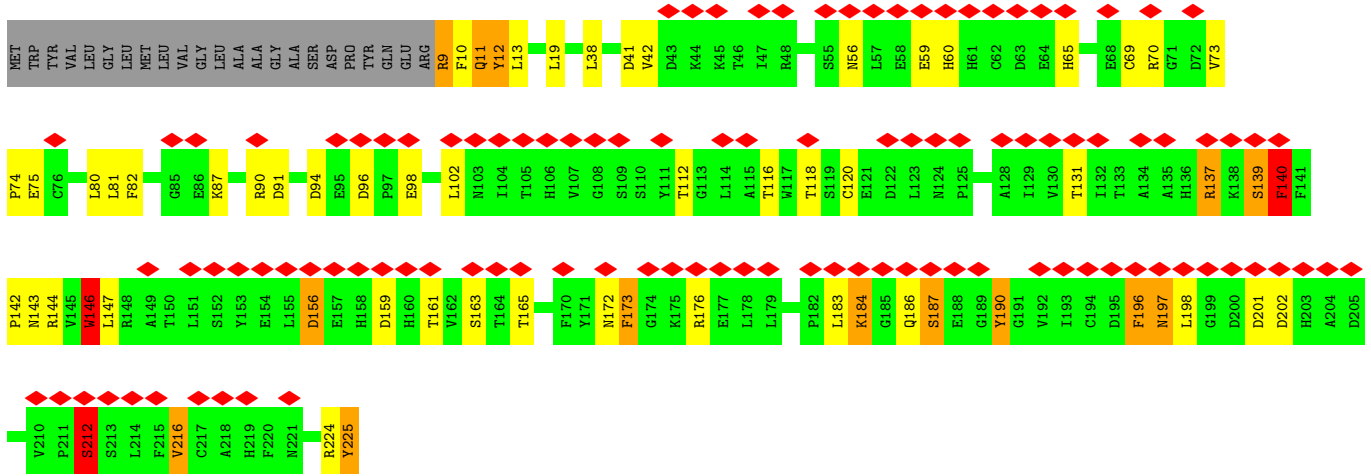 MET TRP TYR VAL LEU GLY LEU MET LEU VAL GLY LEU ALA ALA GLY ALA SER ASP PRO TYR GLN GLU ARG R9 F10 Q11 Y12 L13 L19 L38 D41 V42 D43 K44 K45 T46 I47 R48 S55 N56 L57 E58 E59 H60 H61 C62 D63 E64 H65 E68 C69 R70 G71 D72 V73
P74 E75 C76 L80 L81 F82 G85 E86 K87 R90 D91 D94 E95 D96 P97 E98 L102 N103 I104 T105 H106 V107 G108 S109 S110 Y111 T112 G113 L114 A115 T116 W117 T118 S119 C120 E121 D122 L123 N124 P125 A128 I129 V130 T131 I132 T133 A134 A135 H136 R137 K138 S139 F140 F141
P142 N143 R144 V145 W146 L147 R148 A149 T150 L151 S152 Y153 E154 L155 D156 E157 H158 D159 H160 T161 V162 S163 T164 T165 F170 Y171 N172 F173 G174 K175 R176 E177 L178 L179 P182 L183 K184 G185 Q186 S187 E188 G189 Y190 G191 V192 I193 C194 D195 F196 N197 L198 G199 D200 D201 D202 H203 A204 D205
V210 P211 S212 S213 L214 F215 V216 C217 A218 H219 F220 N221 R224 Y225